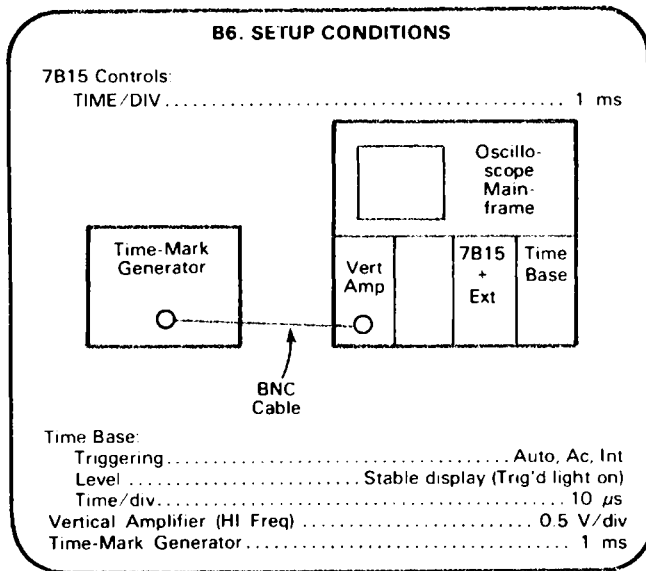 B6. SETUP CONDITIONS
7B15 Controls:
TIME/DIV ............................................. 1 ms
Oscillo-
scope
Main-
frame
Time-Mark
Generator
Vert
Amp
7B15
+
Ext
Time
Base
BNC
Cable
Time Base:
Triggering ................................... Auto, Ac, Int
Level .................. Stable display (Trig'd light on)
Time/div ............................................. 10 µs
Vertical Amplifier (HI Freq) ........................ 0.5 V/div
Time-Mark Generator ................................. 1 ms